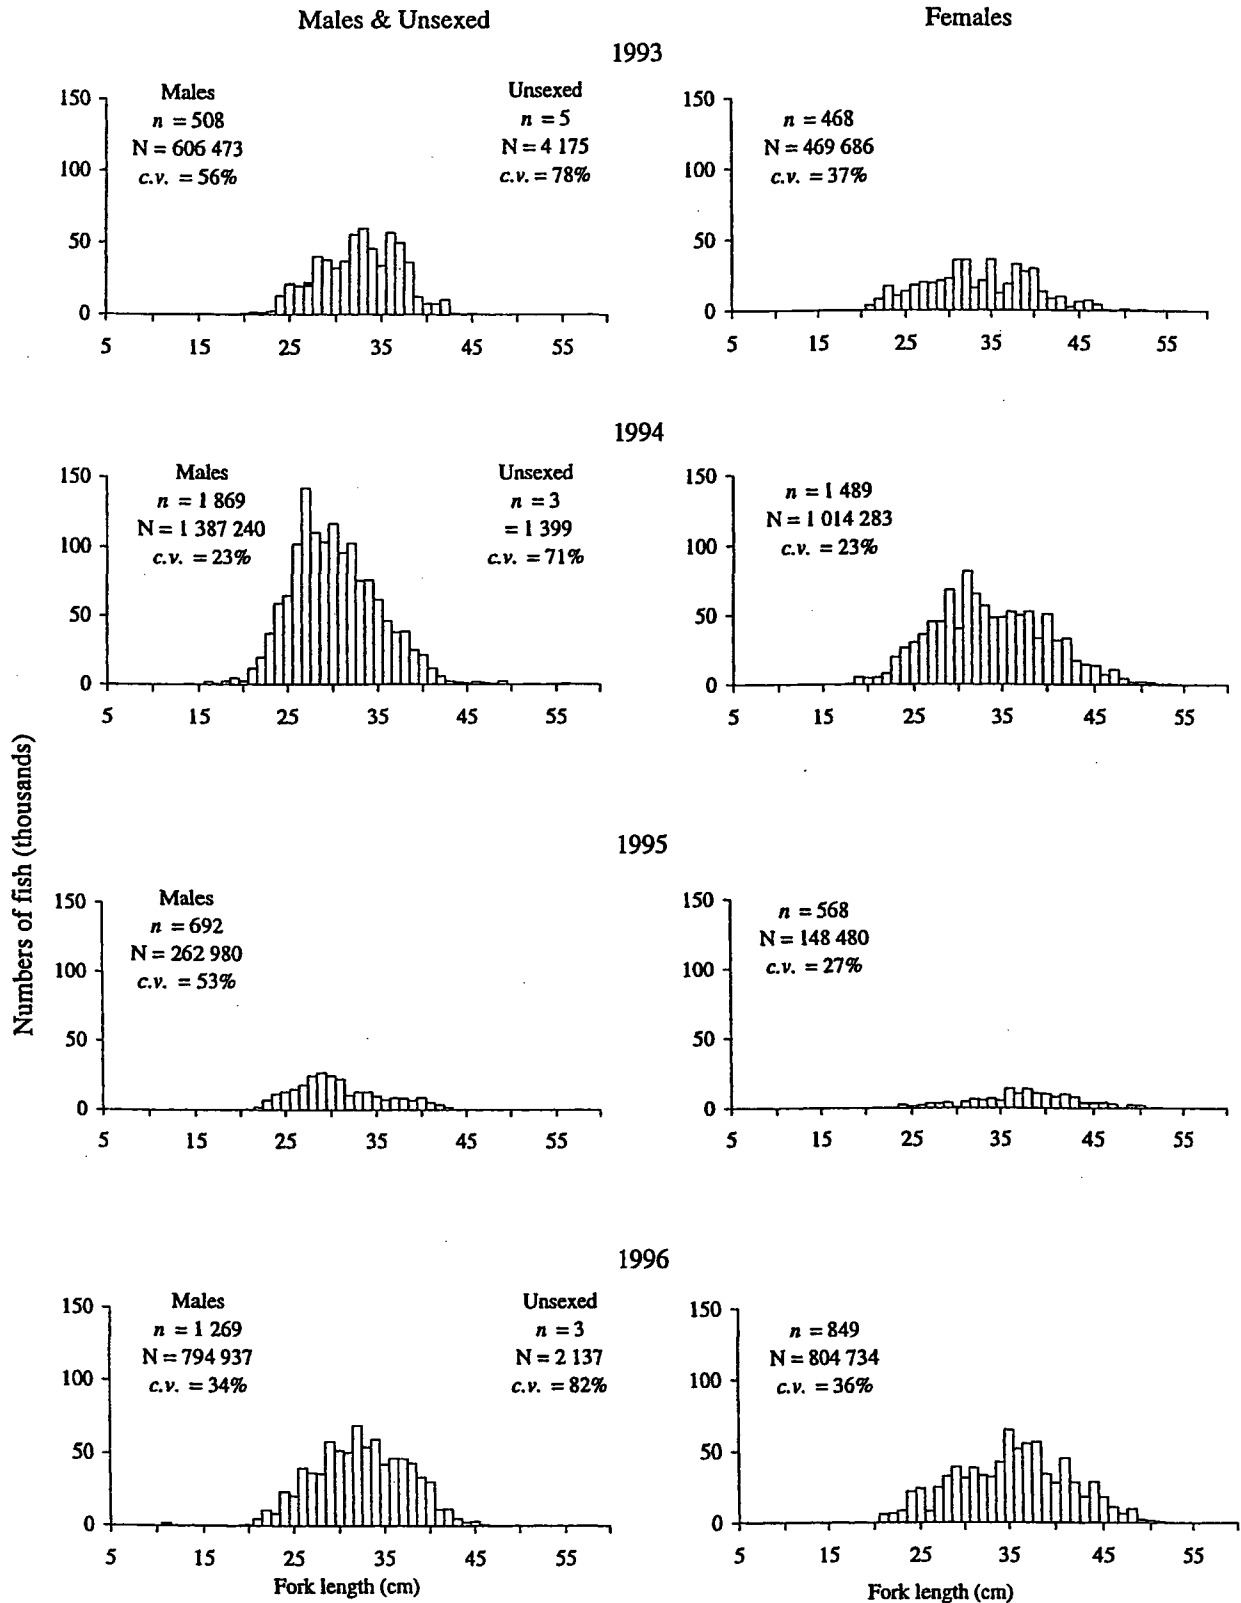 Males & Unsexed
Females
1993
Males
n = 508
N = 606 473
c.v. = 56%
Unsexed
n = 5
N = 4 175
c.v. = 78%
n = 468
N = 469 686
c.v. = 37%
150
100
50
0
5 15 25 35 45 55
150
100
50
0
5 15 25 35 45 55
1994
Males
n = 1 869
N = 1 387 240
c.v. = 23%
Unsexed
n = 3
= 1 399
c.v. = 71%
n = 1 489
N = 1 014 283
c.v. = 23%
150
100
50
0
5 15 25 35 45 55
150
100
50
0
5 15 25 35 45 55
Numbers of fish (thousands)
1995
Males
n = 692
N = 262 980
c.v. = 53%
n = 568
N = 148 480
c.v. = 27%
150
100
50
0
5 15 25 35 45 55
150
100
50
0
5 15 25 35 45 55
1996
Males
n = 1 269
N = 794 937
c.v. = 34%
Unsexed
n = 3
N = 2 137
c.v. = 82%
n = 849
N = 804 734
c.v. = 36%
150
100
50
0
5 15 25 35 45 55
Fork length (cm)
150
100
50
0
5 15 25 35 45 55
Fork length (cm)